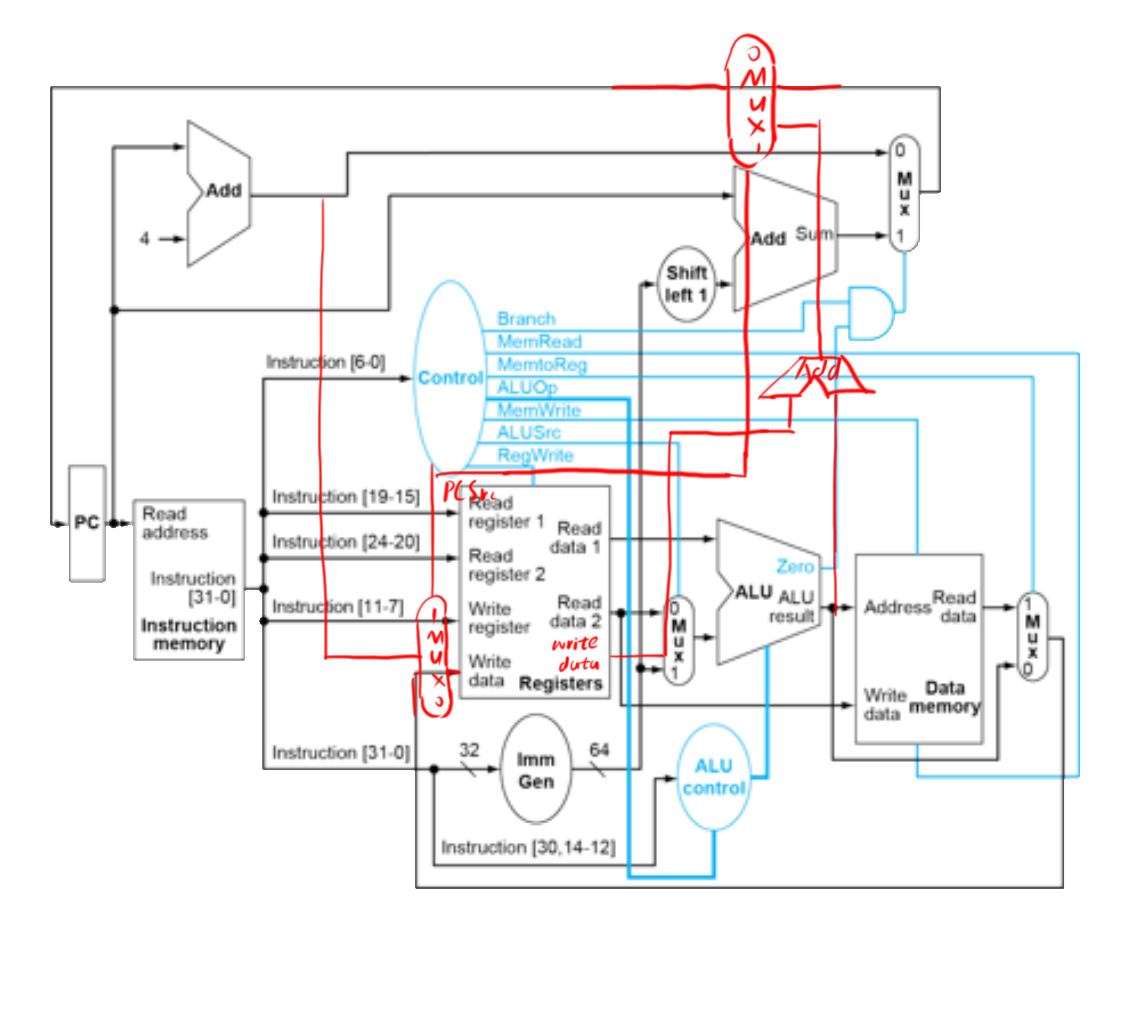 0
M
u
x
1
0
M
u
x
1
Add
4
Add Sum
Shift
left 1
Branch
MemRead
MemtoReg
ALUOp
MemWrite
ALUSrc
RegWrite
Instruction [6-0]
Control
Add
PCSrc
PC
Read
address
Instruction
[31-0]
Instruction
memory
Instruction [19-15]
Instruction [24-20]
Instruction [11-7]
1
M
u
x
0
Read
register 1
Read
register 2
Write
register
Write
data
Read
data 1
Read
data 2
write
data
Registers
0
M
u
x
1
Zero
ALU
ALU
result
Address
Read
data
Write
data
Data
memory
1
M
u
x
0
Instruction [31-0]
32
Imm
Gen
64
ALU
control
Instruction [30,14-12]